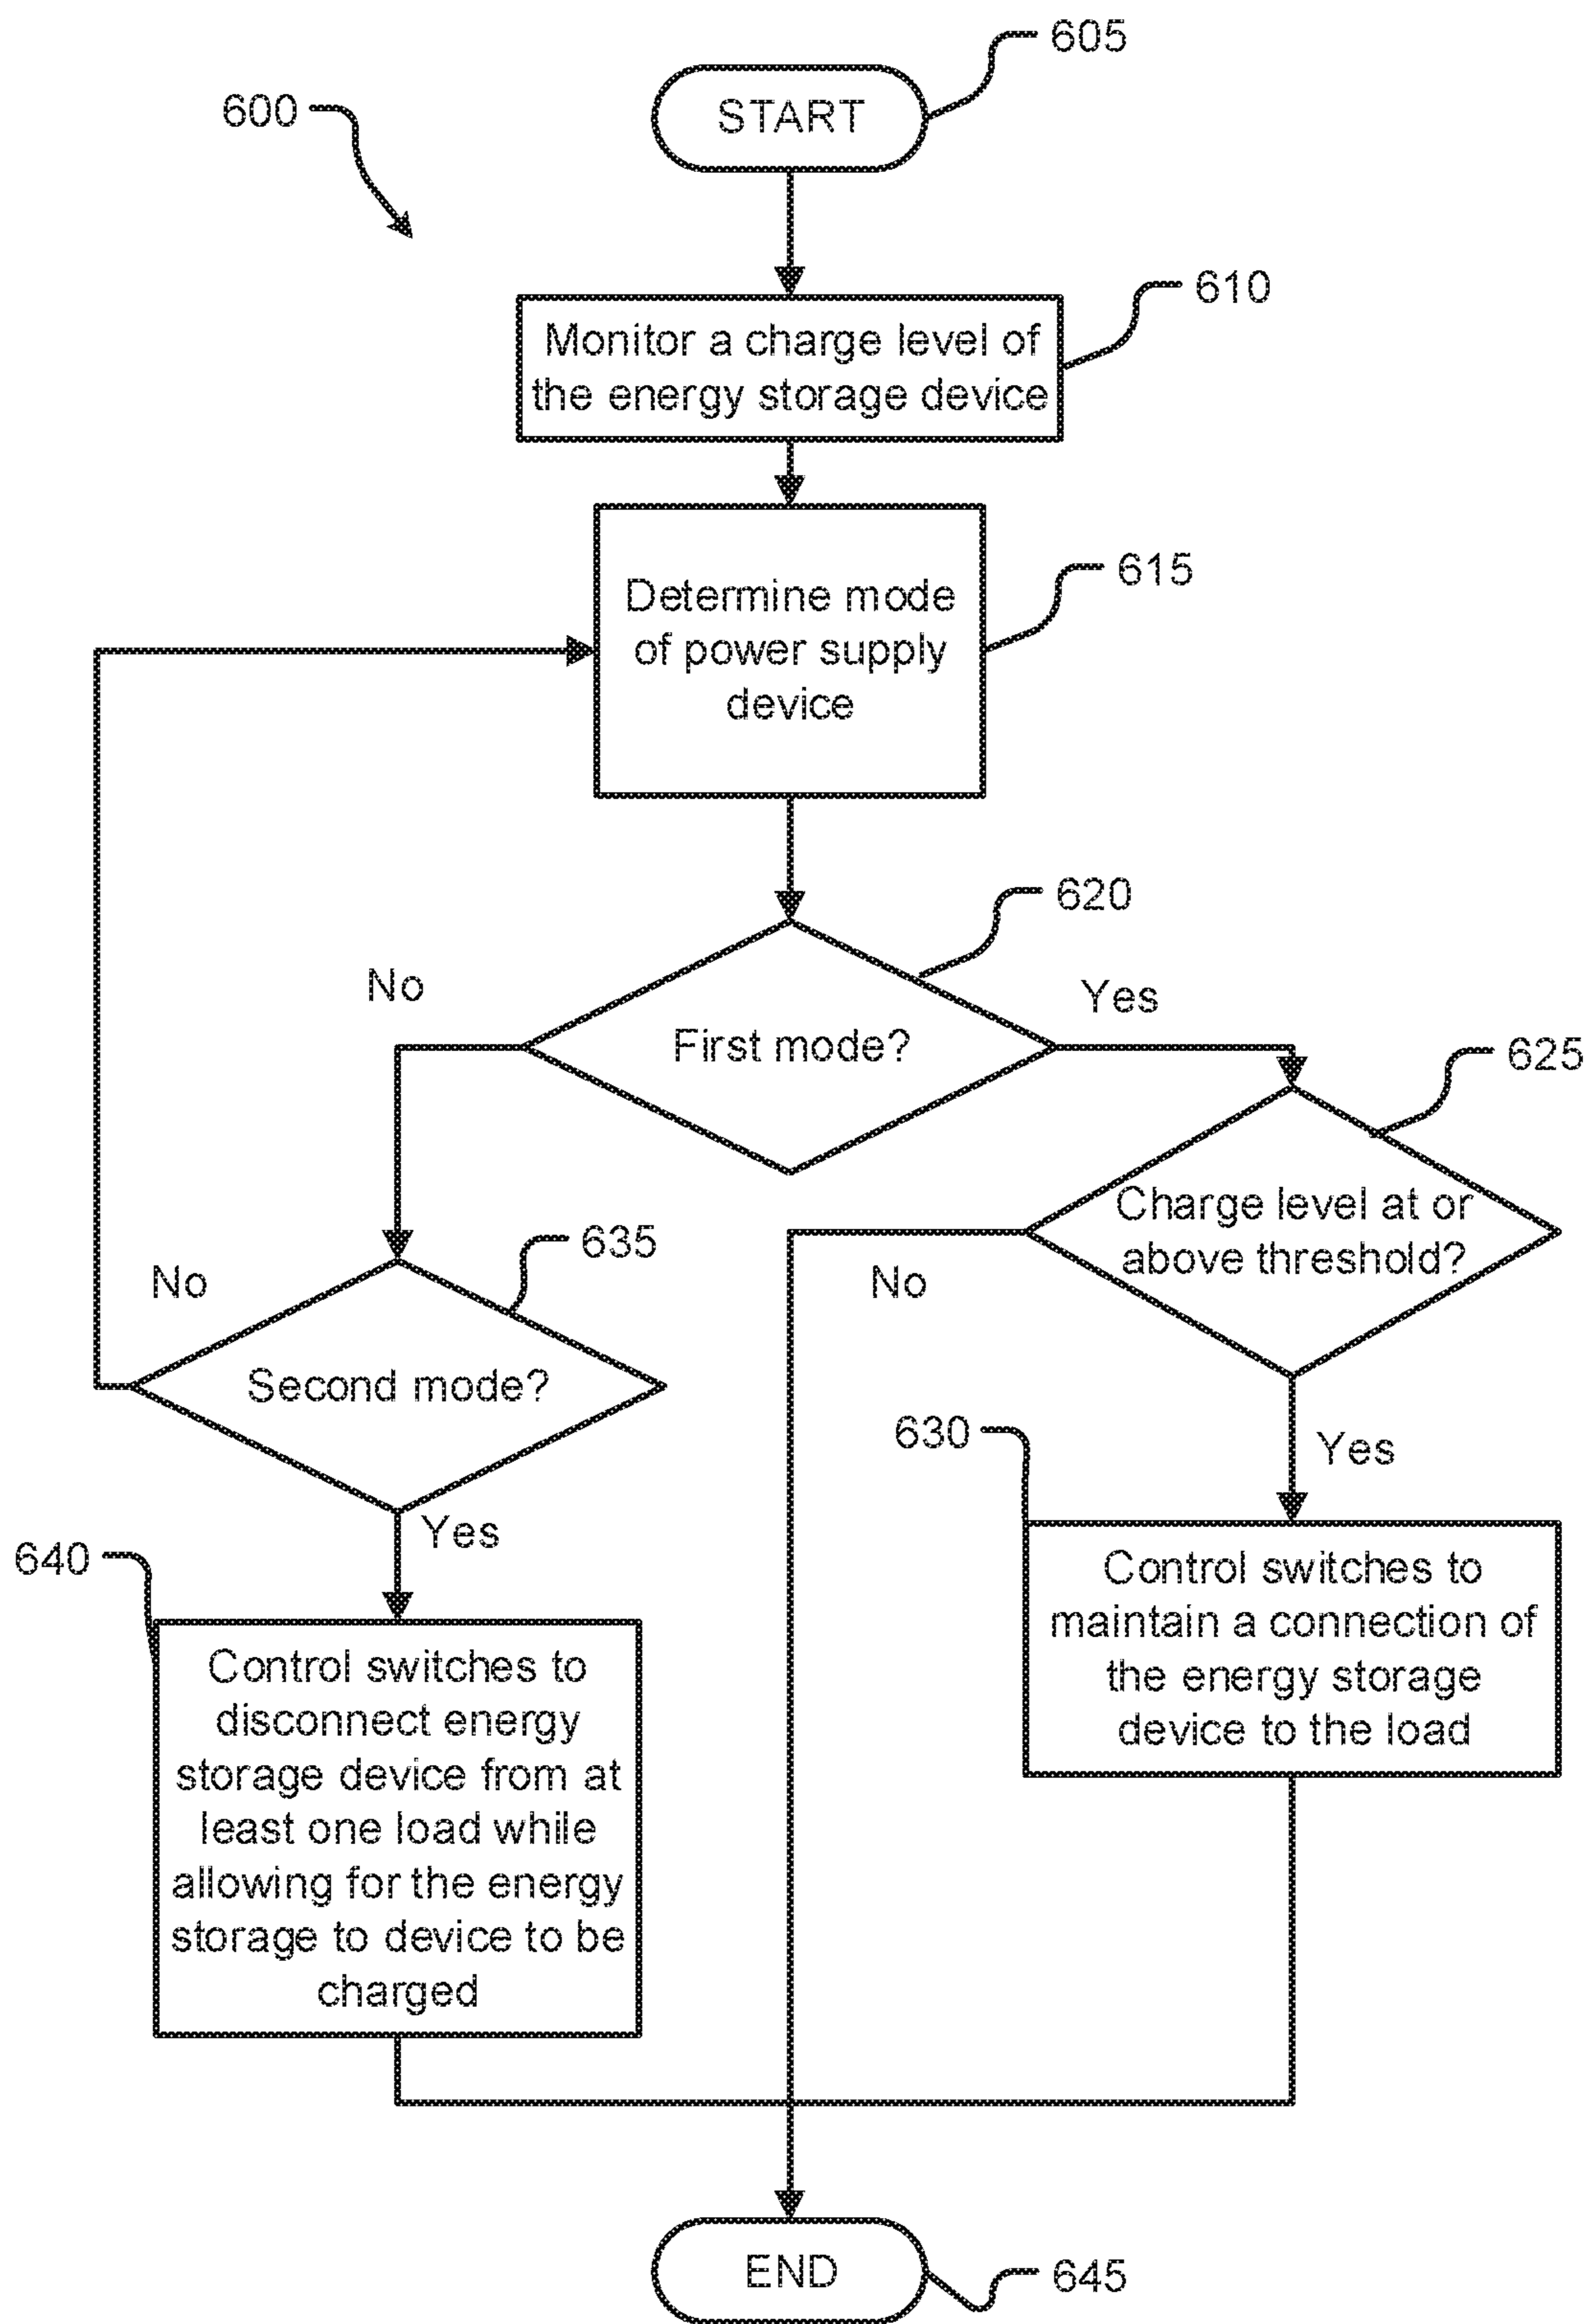 605
START
600
610
Monitor a charge level of
the energy storage device
615
Determine mode
of power supply
device
620
No
Yes
First mode?
625
Charge level at or
above threshold?
635
No
No
Second mode?
630
Yes
Yes
640
Control switches to
maintain a connection of
the energy storage
device to the load
Control switches to
disconnect energy
storage device from at
least one load while
allowing for the energy
storage to device to be
charged
END
645